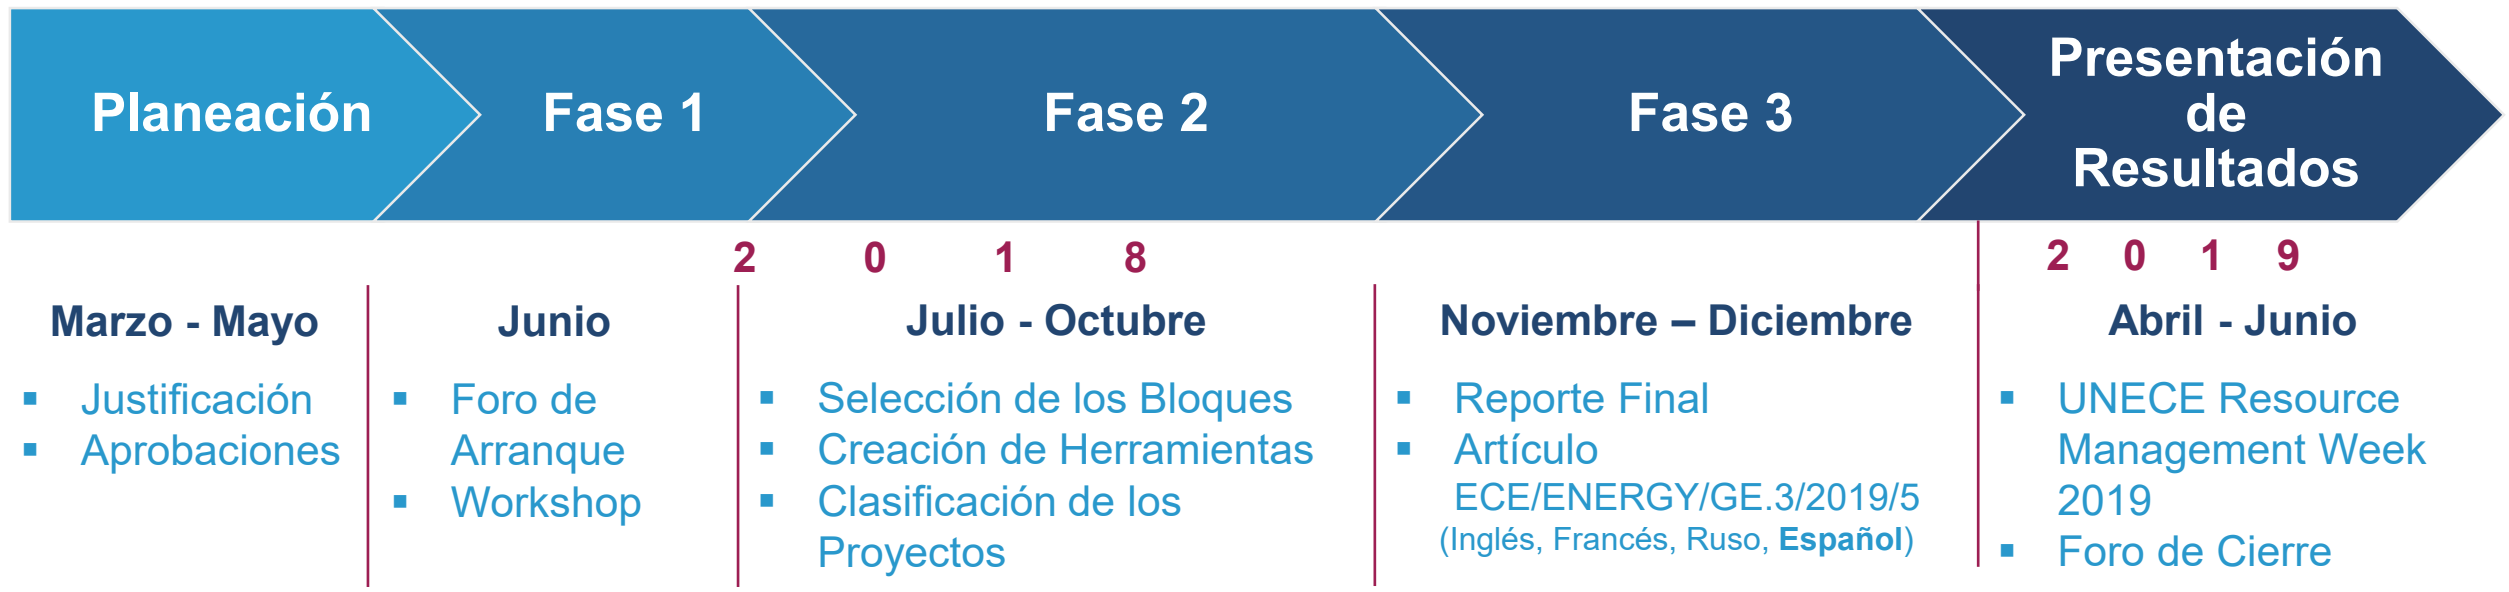 Planeación
Fase 1
Fase 2
Fase 3
Presentación
de
Resultados
2 0 1 8
2 0 1 9
Marzo - Mayo
▪ Justificación
▪ Aprobaciones
Junio
▪ Foro de
Arranque
▪ Workshop
Julio - Octubre
▪ Selección de los Bloques
▪ Creación de Herramientas
▪ Clasificación de los
Proyectos
Noviembre – Diciembre
▪ Reporte Final
▪ Artículo
ECE/ENERGY/GE.3/2019/5
(Inglés, Francés, Ruso, Español)
Abril - Junio
▪ UNECE Resource
Management Week
2019
▪ Foro de Cierre